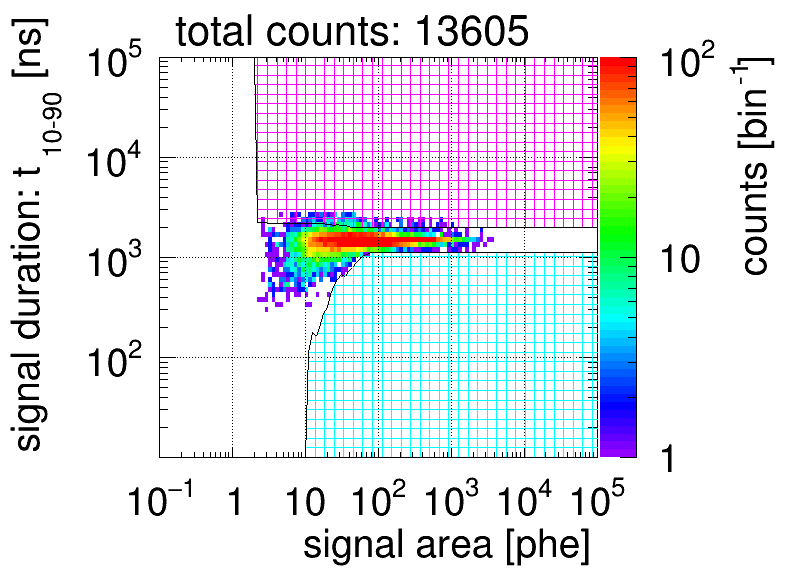 total counts: 13605
signal duration: t 10-90 [ns]
10^5
10^4
10^3
10^2
10^−1 1 10 10^2 10^3 10^4 10^5
signal area [phe]
10^2
10
1
counts [bin^-1]